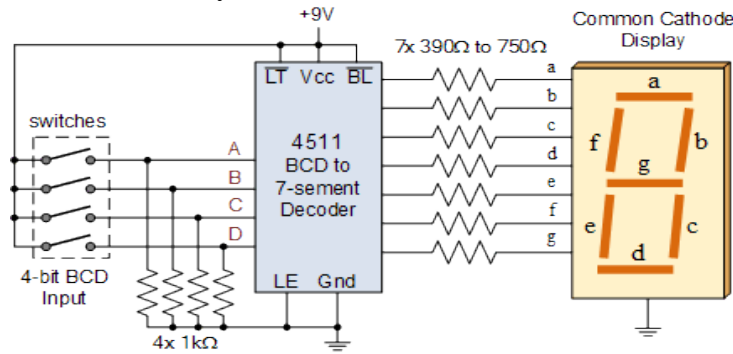 +9V
7x 390Ω to 750Ω
Common Cathode
Display
LT Vcc BL
switches
A
B
C
D
4511
BCD to
7-sement
Decoder
a
b
c
d
e
f
g
a
f
b
g
e
c
d
4-bit BCD
Input
LE Gnd
4x 1kΩ